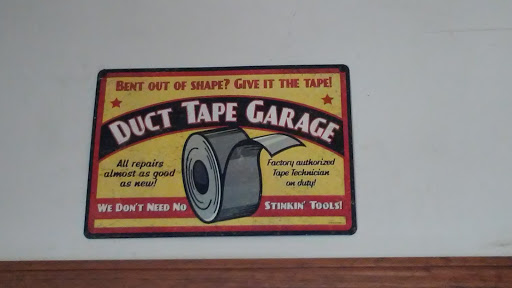 BENT OUT OF SHAPE? GIVE IT THE TAPE!
DUCT TAPE GARAGE
All repairs
almost as good
as new!
Factory authorized
Tape Technician
on duty!
WE DON'T NEED NO STINKIN' TOOLS!